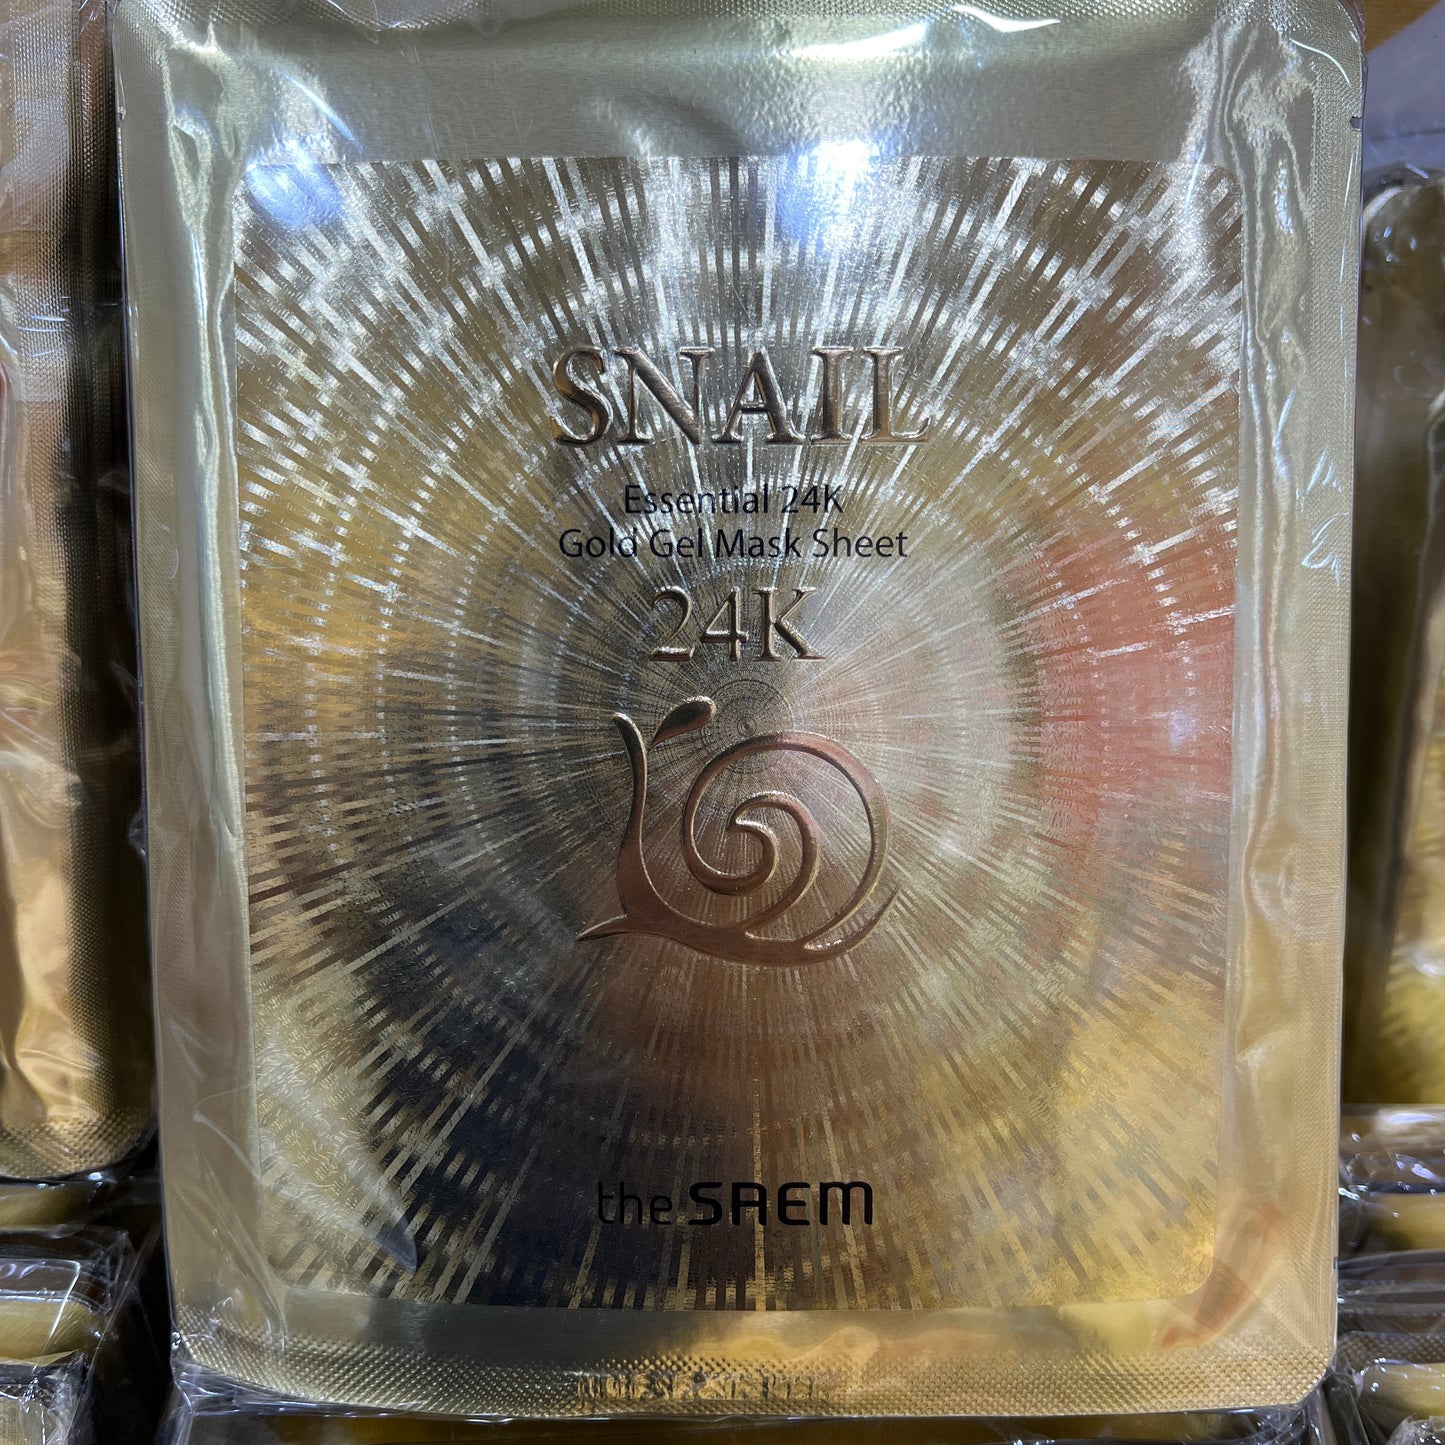 SNAIL
Essential 24K
Gold Gel Mask Sheet
24K
the SAEM